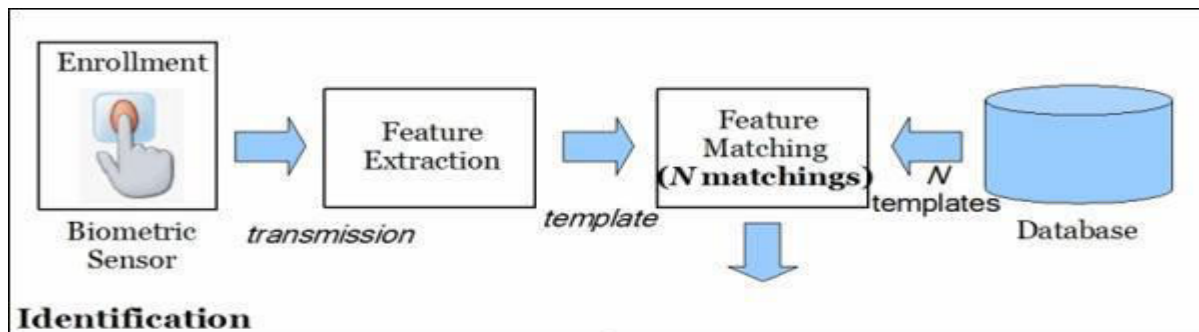 Enrollment
Biometric
Sensor
transmission
Feature
Extraction
template
Feature
Matching
(N matchings)
N
templates
Database
Identification